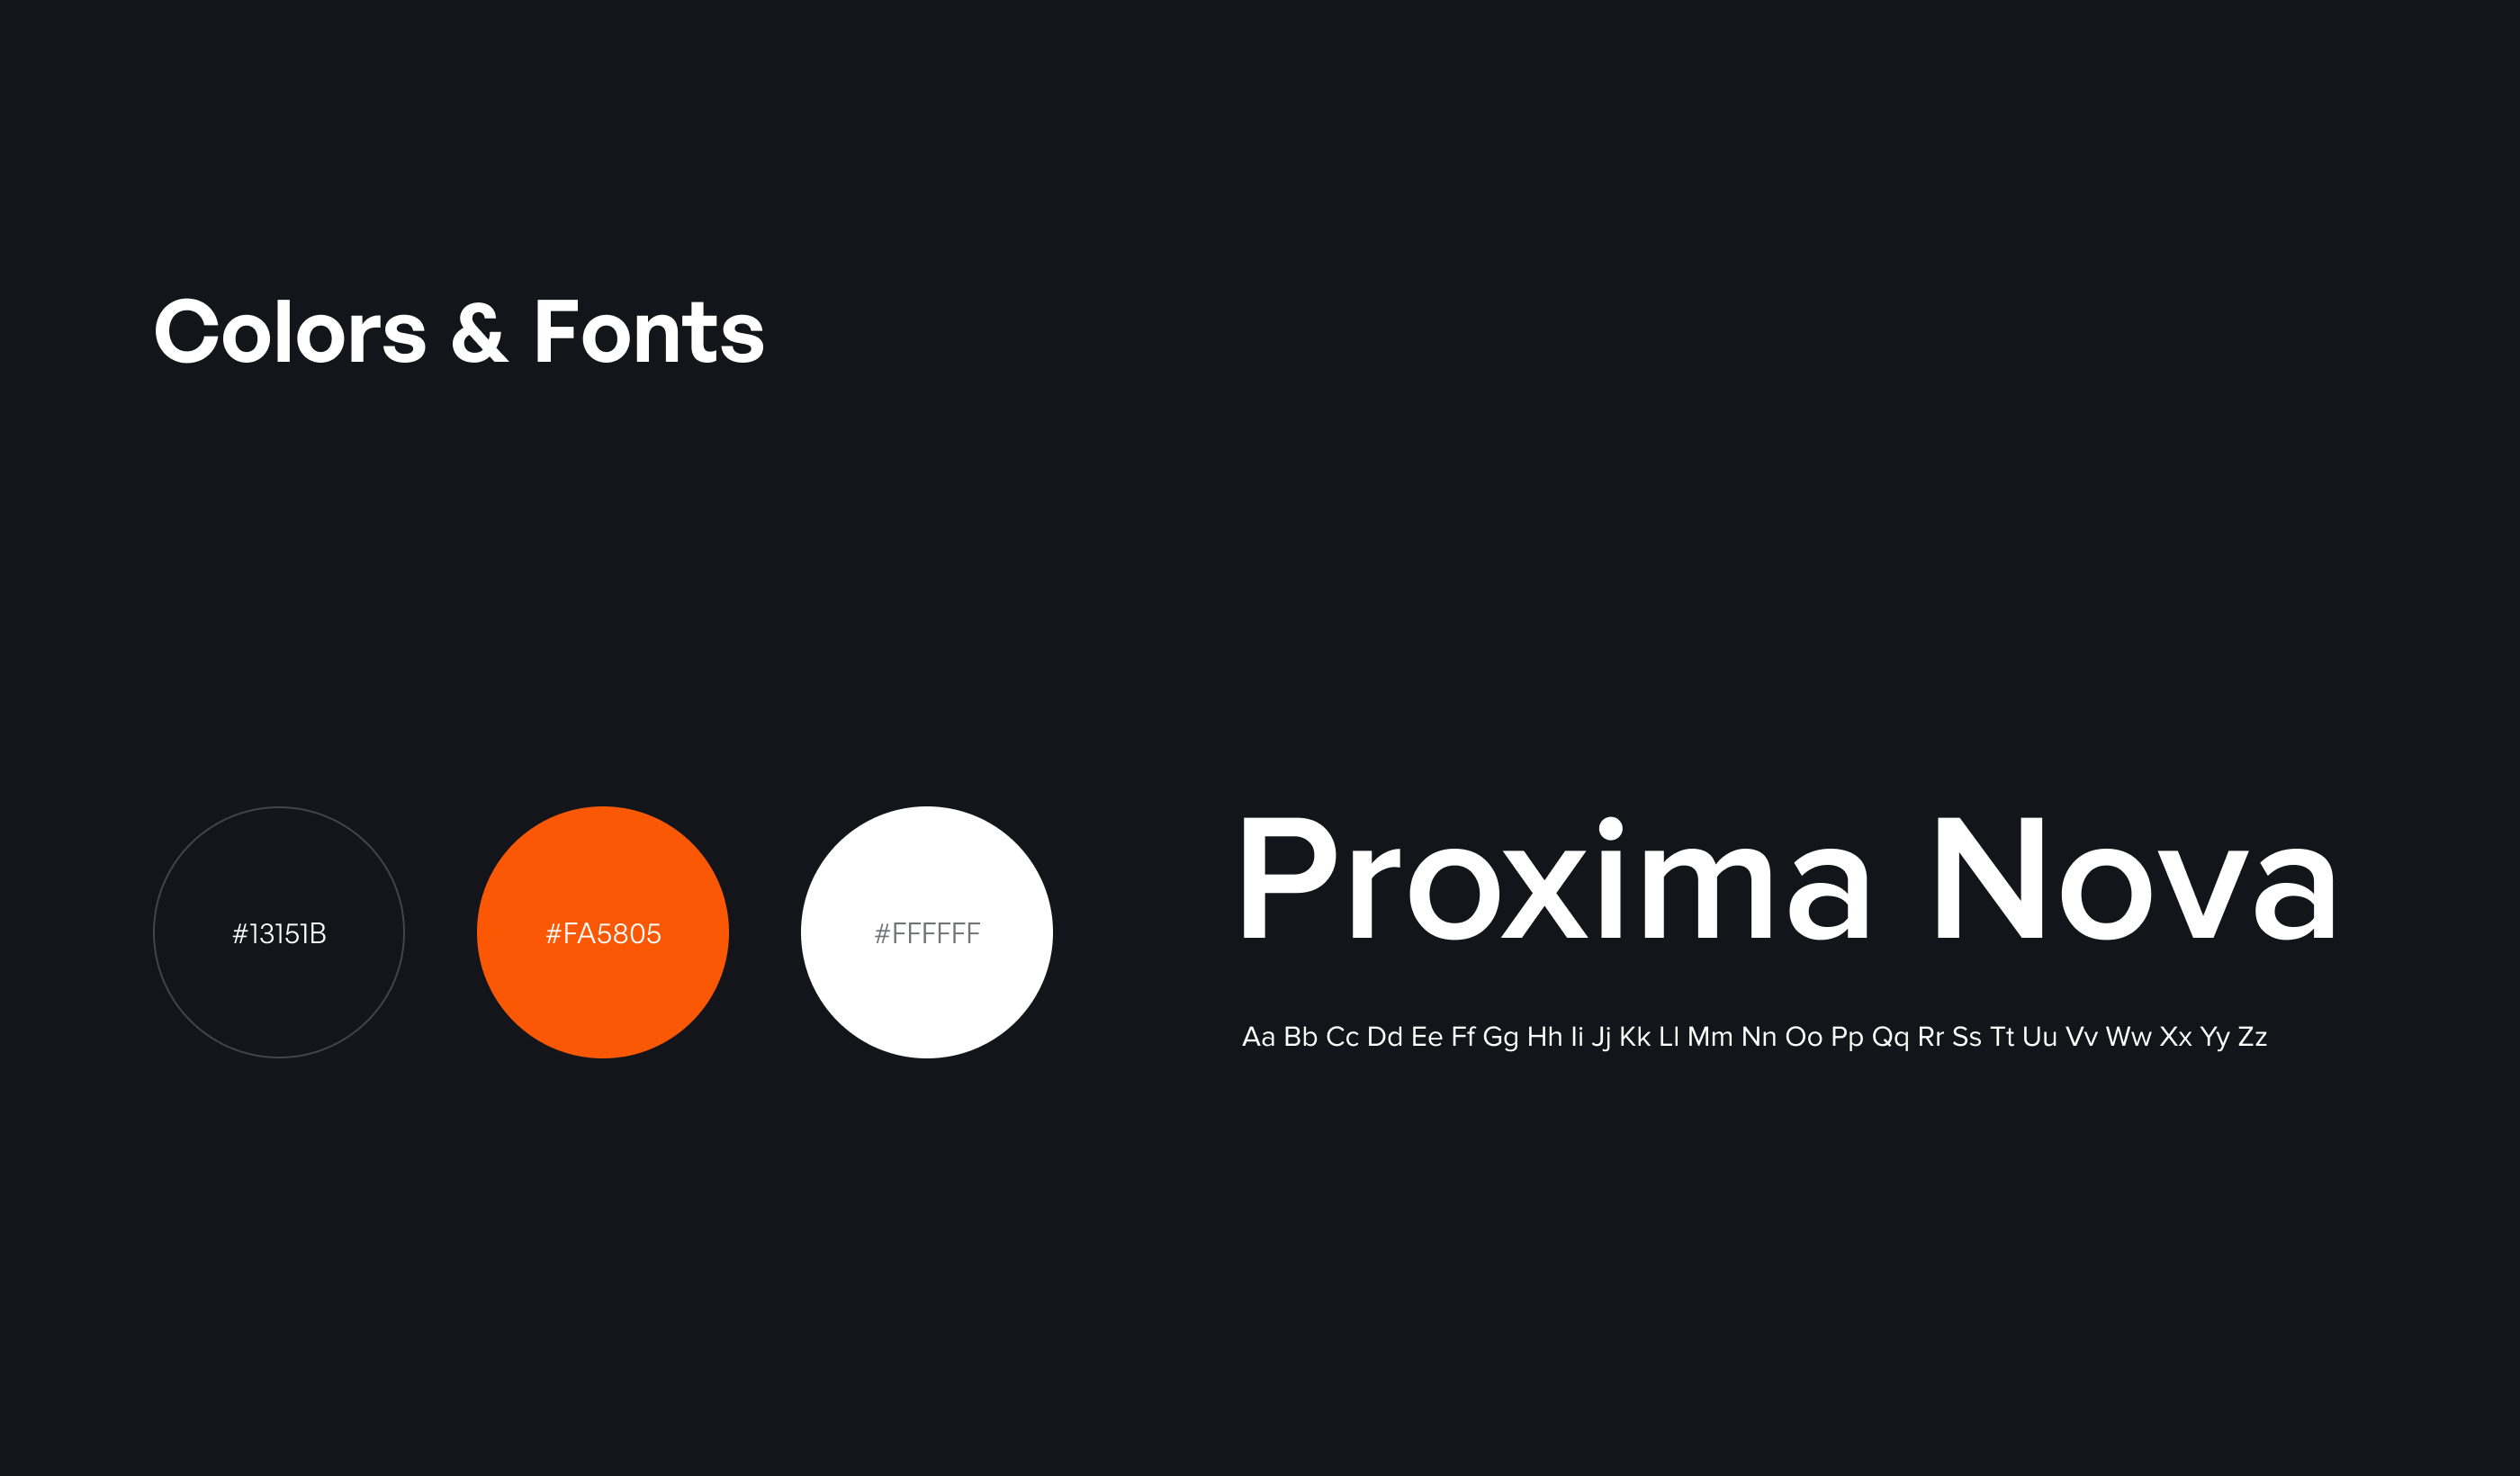 Colors & Fonts
#13151B
#FA5805
#FFFFFF
Proxima Nova
Aa Bb Cc Dd Ee Ff Gg Hh Ii Jj Kk Ll Mm Nn Oo Pp Qq Rr Ss Tt Uu Vv Ww Xx Yy Zz